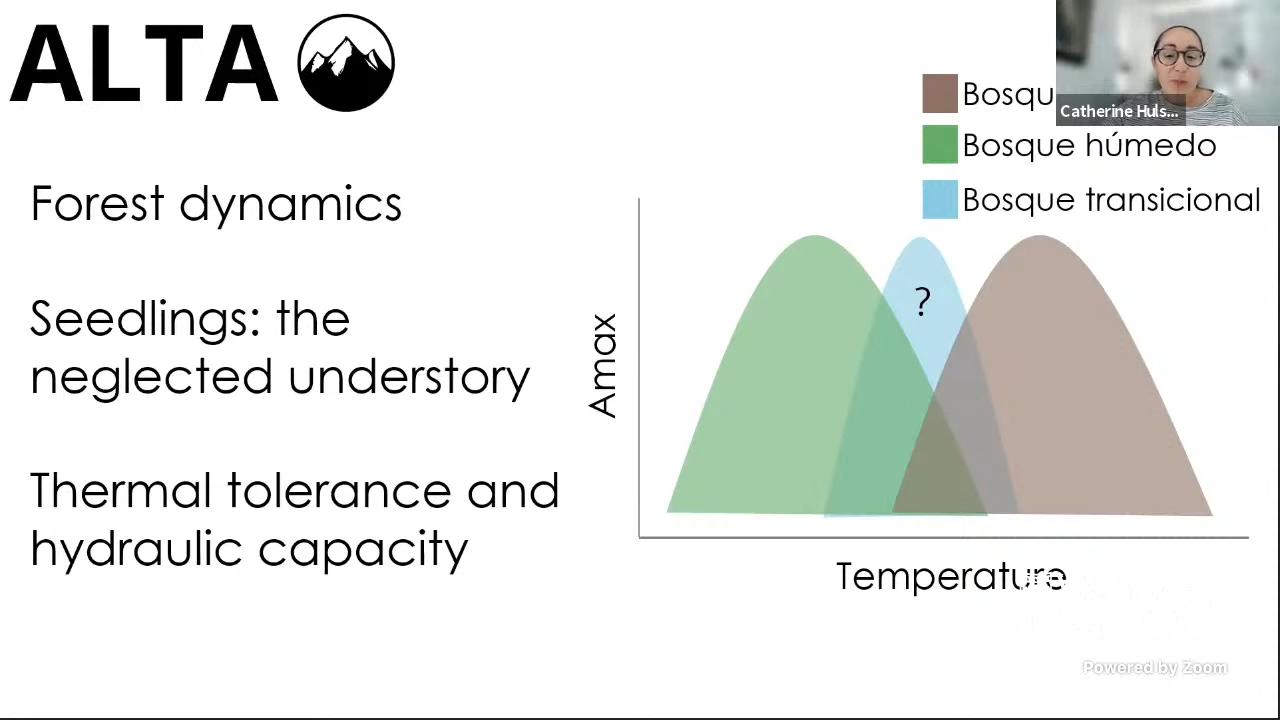 ALTA
Catherine Huls...
Bosque húmedo
Bosque transicional
Forest dynamics
Seedlings: the
neglected understory
Thermal tolerance and
hydraulic capacity
?
Amax
Temperature
Powered by Zoom